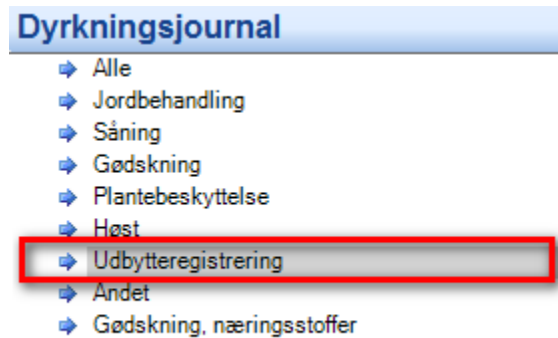 Dyrkningsjournal
Alle
Jordbehandling
Såning
Gødskning
Plantebeskyttelse
Høst
Udbytteregistrering
Andet
Gødskning, næringsstoffer